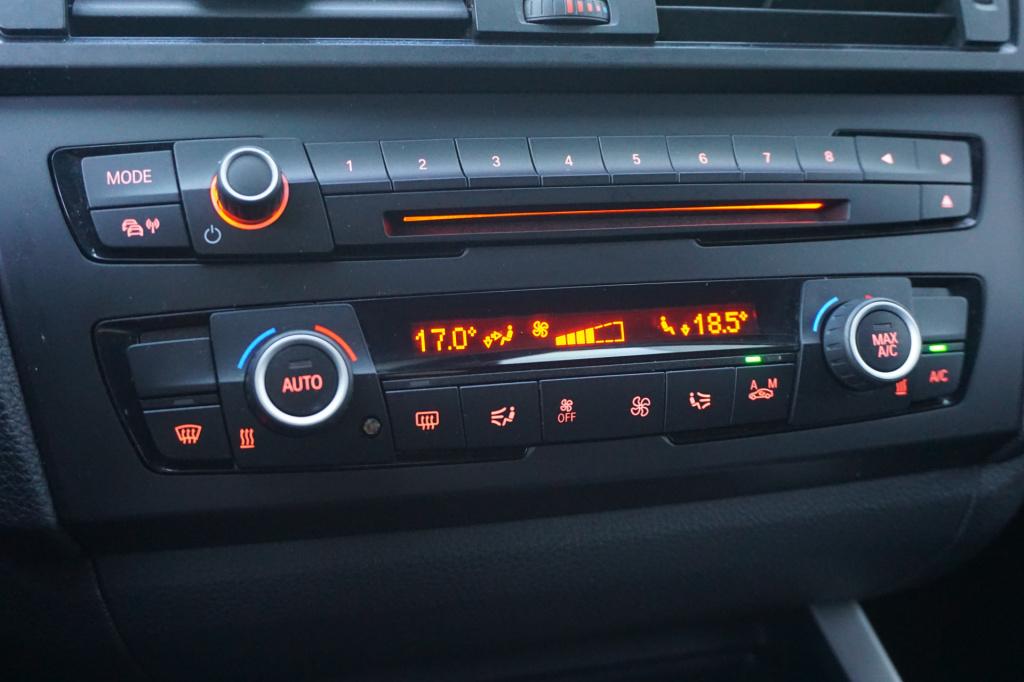 MODE
1 2 3 4 5 6 7 8
17.0° 18.5°
AUTO
MAX
A/C
OFF
A M
A/C